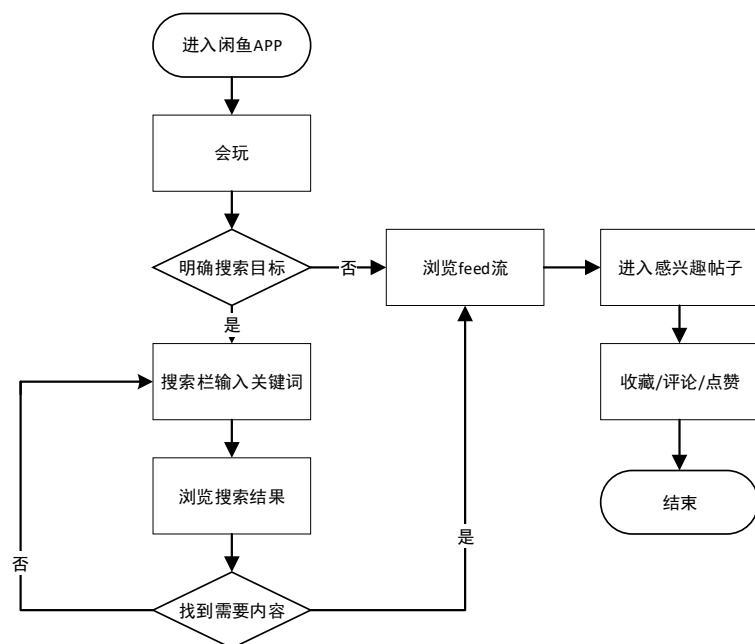 进入闲鱼APP
会玩
明确搜索目标
否
浏览feed流
进入感兴趣帖子
是
搜索栏输入关键词
收藏/评论/点赞
浏览搜索结果
结束
否
是
找到需要内容